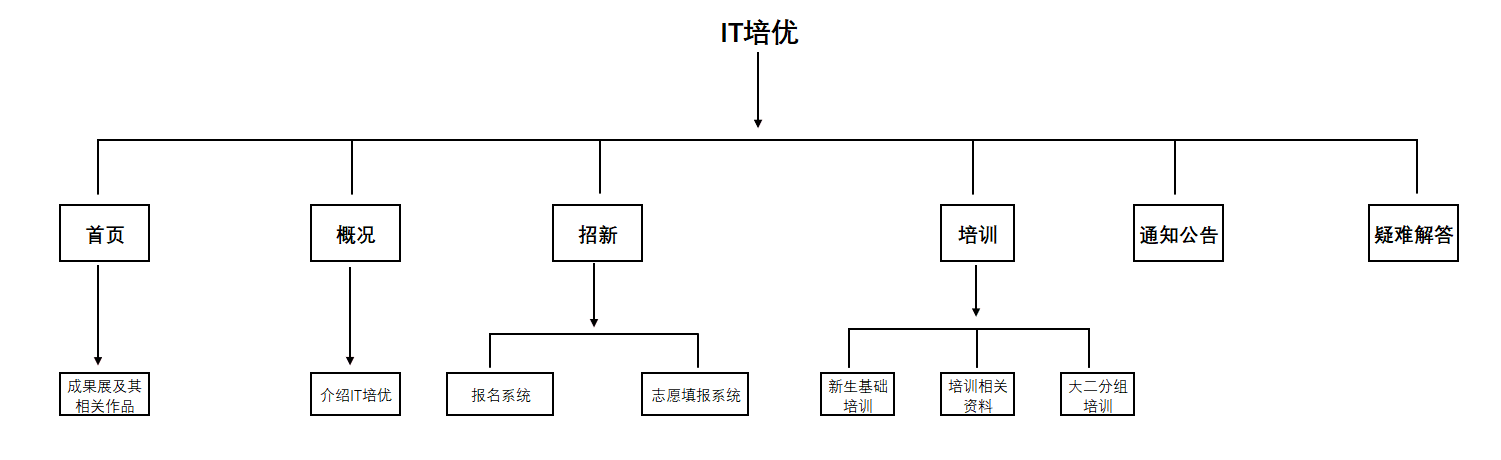 IT培优
首页
概况
招新
培训
通知公告
疑难解答
成果展及其
相关作品
介绍IT培优
报名系统
志愿填报系统
新生基础
培训
培训相关
资料
大二分组
培训